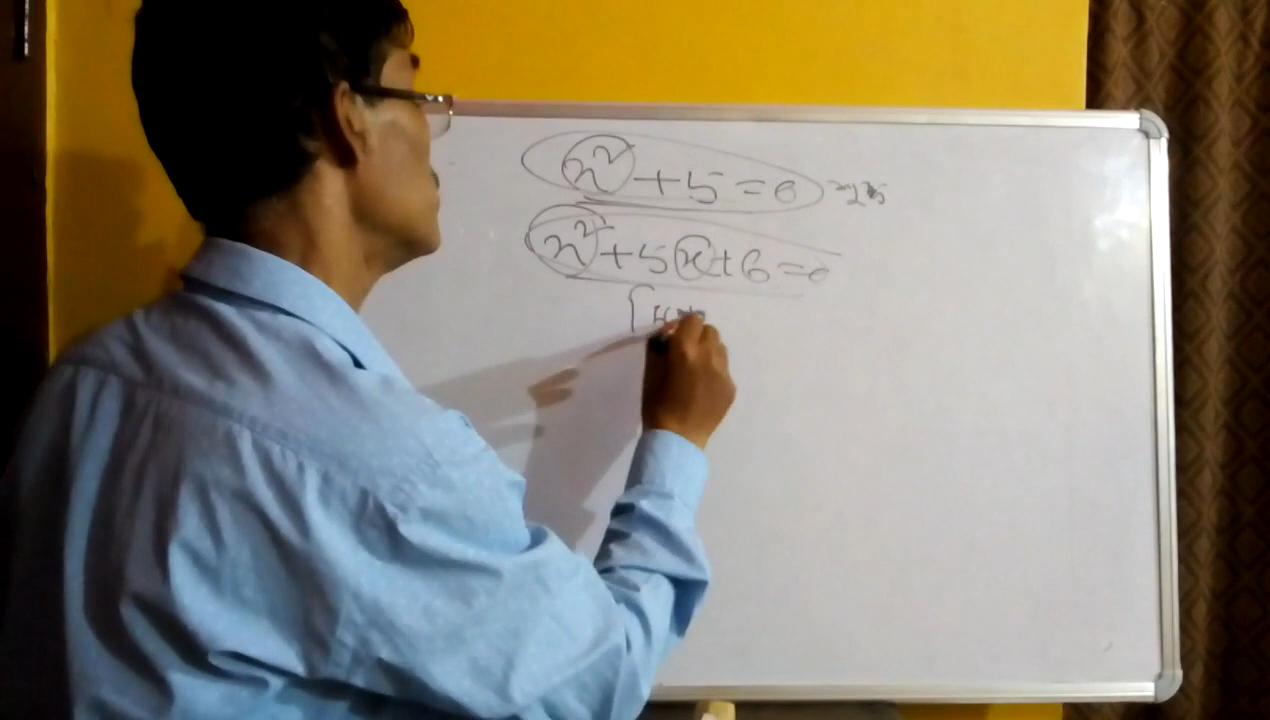 x² + 5 = 0
x² + 5x + 6 = 0